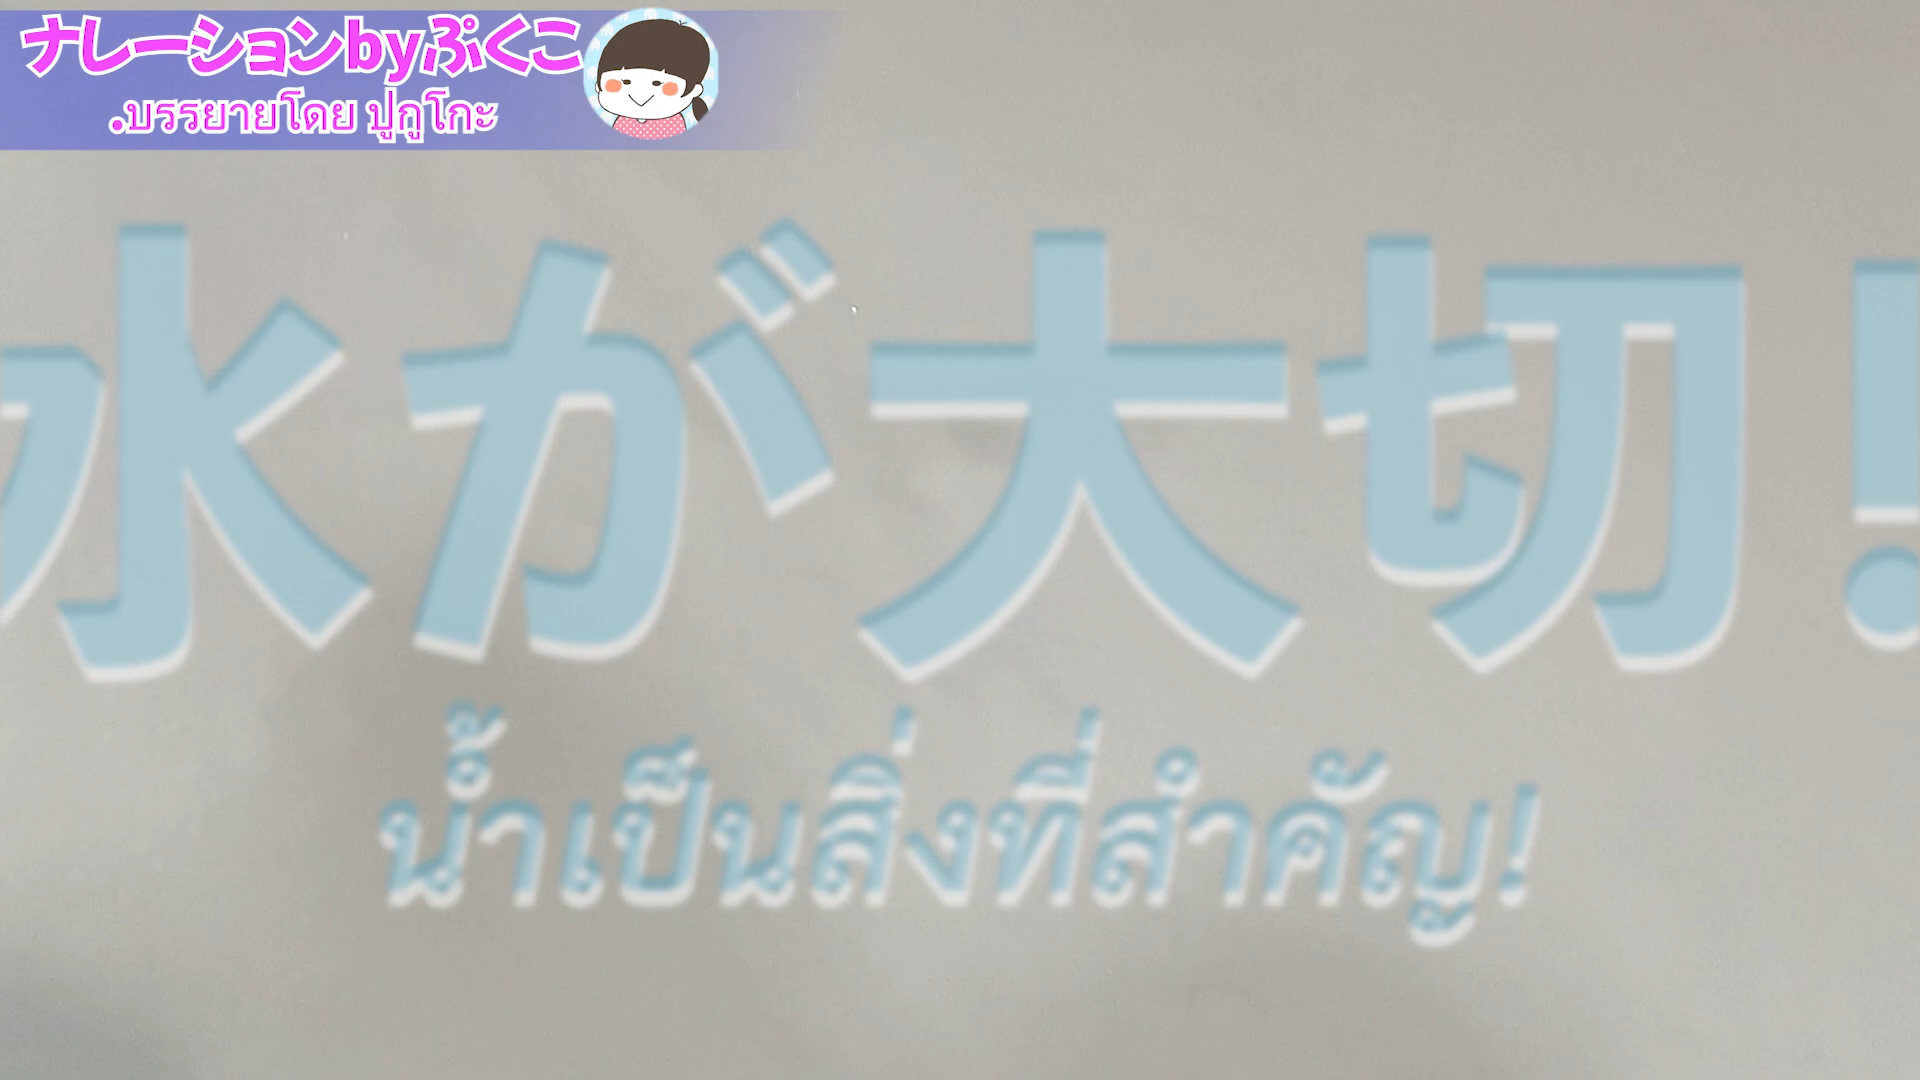 ナレーションbyぷくこ
.บรรยายโดย ปูกูโกะ
水が大切!
น้ำเป็นสิ่งที่สำคัญ!